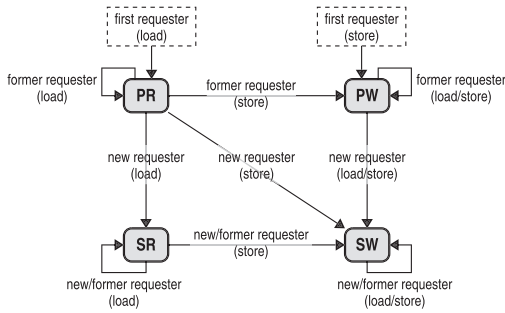 first requester
(load)
first requester
(store)
former requester
(load)
PR
former requester
(store)
PW
former requester
(load/store)
new requester
(load)
new requester
(store)
new requester
(load/store)
SR
new/former requester
(store)
SW
new/former requester
(load)
new/former requester
(load/store)